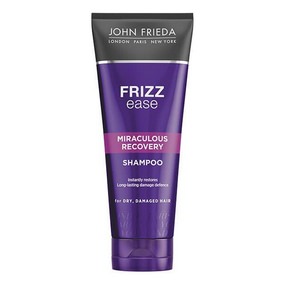 JOHN FRIEDA
LONDON PARIS NEW YORK
FRIZZ
ease
MIRACULOUS
RECOVERY
SHAMPOO
Instantly restores
Long-lasting damage defence
for DRY, DAMAGED HAIR